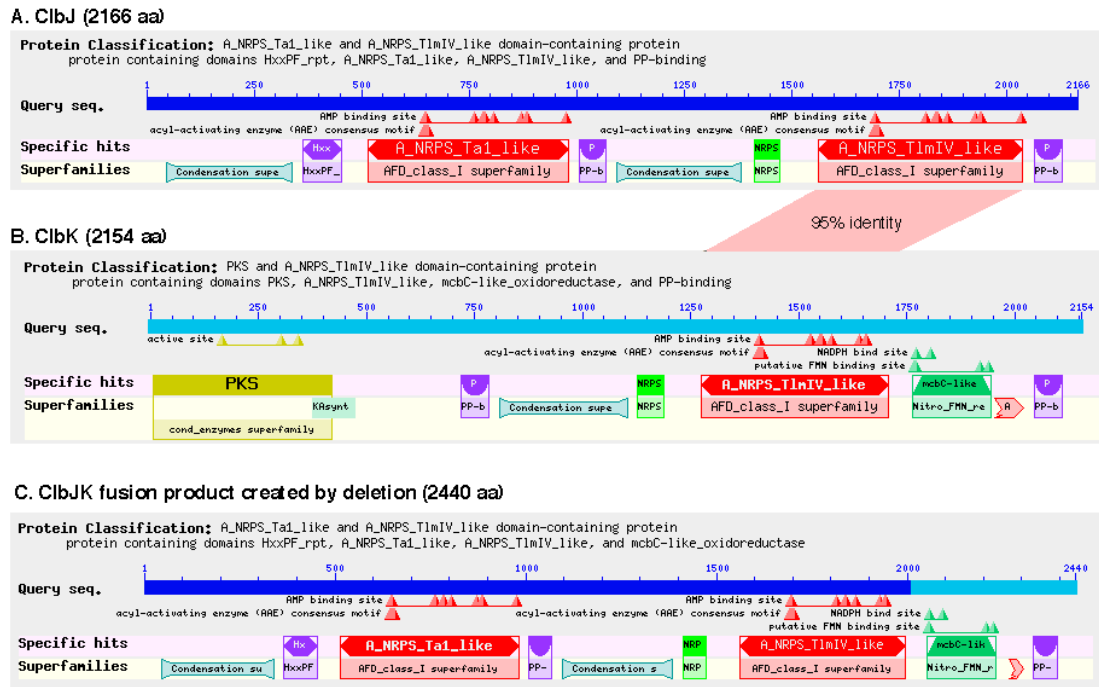 A. ClbJ (2166 aa)
Protein Classification: A_NRPS_Ta1_like and A_NRPS_TlmIV_like domain-containing protein
protein containing domains HxxPF_rpt, A_NRPS_Ta1_like, A_NRPS_TlmIV_like, and PP-binding
1 250 500 750 1000 1250 1500 1750 2000 2166
Query seq.
AMP binding site AMP binding site
acyl-activating enzyme (AAE) consensus motif acyl-activating enzyme (AAE) consensus motif
Specific hits Hxx A_NRPS_Ta1_like P NRPS A_NRPS_TlmIV_like P
Superfamilies Condensation supe HxxPF_ AFD_class_I superfamily PP-b Condensation supe NRPS AFD_class_I superfamily PP-b
95% identity
B. ClbK (2154 aa)
Protein Classification: PKS and A_NRPS_TlmIV_like domain-containing protein
protein containing domains PKS, A_NRPS_TlmIV_like, mcbC-like_oxidoreductase, and PP-binding
1 250 500 750 1000 1250 1500 1750 2000 2154
Query seq.
active site AMP binding site
acyl-activating enzyme (AAE) consensus motif NADPH bind site
putative FMN binding site
Specific hits PKS P NRPS A_NRPS_TlmIV_like mcbC-like P
Superfamilies KAsynt PP-b Condensation supe NRPS AFD_class_I superfamily Nitro_FMN_re A PP-b
cond_enzymes superfamily
C. ClbJK fusion product created by deletion (2440 aa)
Protein Classification: A_NRPS_Ta1_like and A_NRPS_TlmIV_like domain-containing protein
protein containing domains HxxPF_rpt, A_NRPS_Ta1_like, A_NRPS_TlmIV_like, and mcbC-like_oxidoreductase
1 500 1000 1500 2000 2440
Query seq.
AMP binding site AMP binding site
acyl-activating enzyme (AAE) consensus motif acyl-activating enzyme (AAE) consensus motif NADPH bind site
putative FMN binding site
Specific hits Hx A_NRPS_Ta1_like NRP A_NRPS_TlmIV_like mcbC-lik
Superfamilies Condensation su HxxPF AFD_class_I superfamily PP- Condensation s NRP AFD_class_I superfamily Nitro_FMN_r PP-